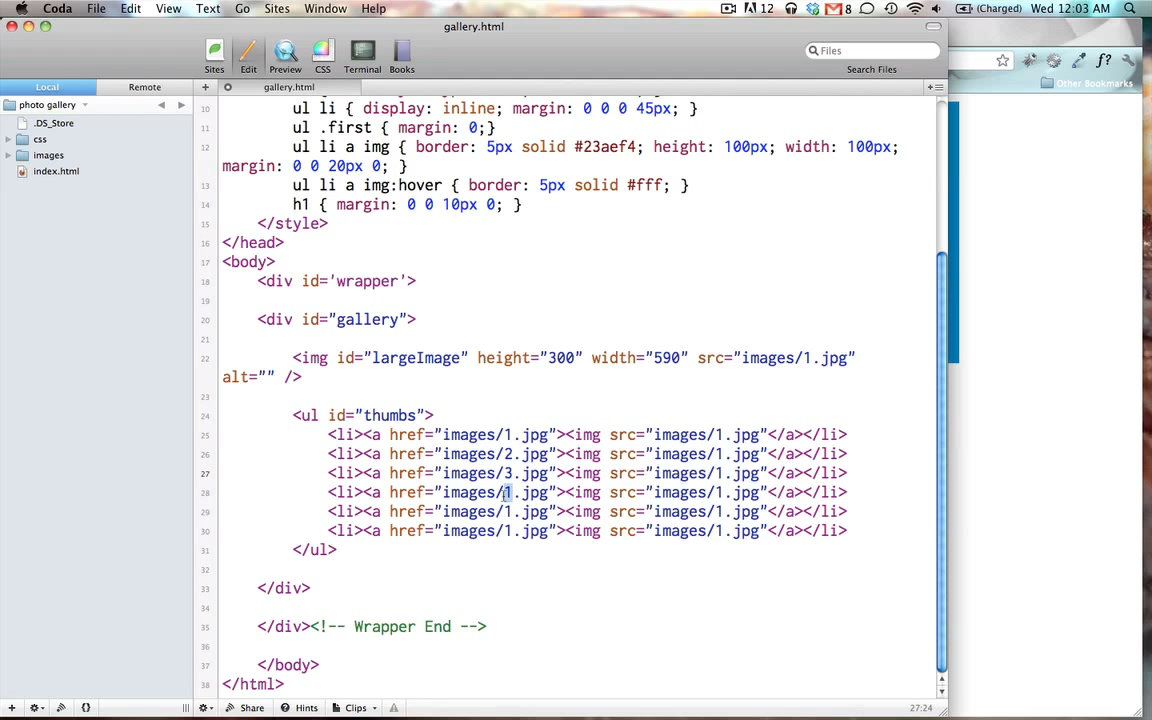 Coda File Edit View Text Go Sites Window Help 12 8 (Charged) Wed 12:03 AM
gallery.html
Files
Sites Edit Preview CSS Terminal Books Search Files
f?
Other Bookmarks
Local Remote gallery.html
photo gallery
.DS_Store
css
images
index.html
10 ul li { display: inline; margin: 0 0 0 45px; }
11 ul .first { margin: 0;}
12 ul li a img { border: 5px solid #23aef4; height: 100px; width: 100px;
margin: 0 0 20px 0; }
13 ul li a img:hover { border: 5px solid #fff; }
14 h1 { margin: 0 0 10px 0; }
15 </style>
16 </head>
17 <body>
18 <div id='wrapper'>
19
20 <div id="gallery">
21
22 <img id="largeImage" height="300" width="590" src="images/1.jpg"
alt="" />
23
24 <ul id="thumbs">
25 <li><a href="images/1.jpg"><img src="images/1.jpg"</a></li>
26 <li><a href="images/2.jpg"><img src="images/1.jpg"</a></li>
27 <li><a href="images/3.jpg"><img src="images/1.jpg"</a></li>
28 <li><a href="images/1.jpg"><img src="images/1.jpg"</a></li>
29 <li><a href="images/1.jpg"><img src="images/1.jpg"</a></li>
30 <li><a href="images/1.jpg"><img src="images/1.jpg"</a></li>
31 </ul>
32
33 </div>
34
35 </div><!-- Wrapper End -->
36
37 </body>
38 </html>
Share Hints Clips 27:24